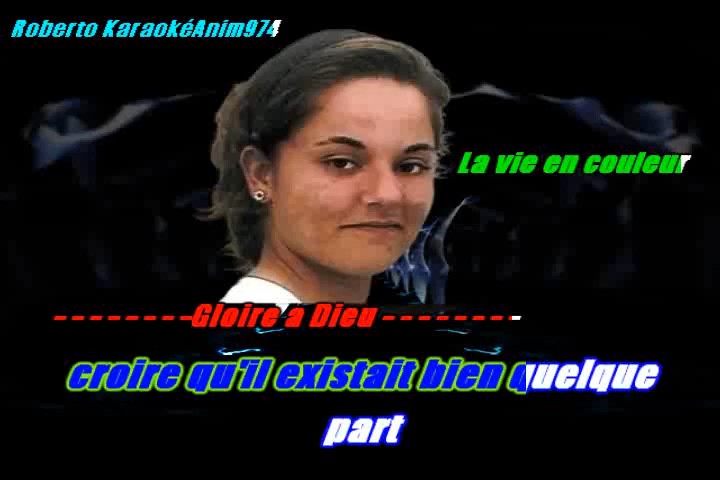 Roberto KaraokéAnim974
La vie en couleur
--------Gloire a Dieu--------
croire qu'il existait bien quelque
part